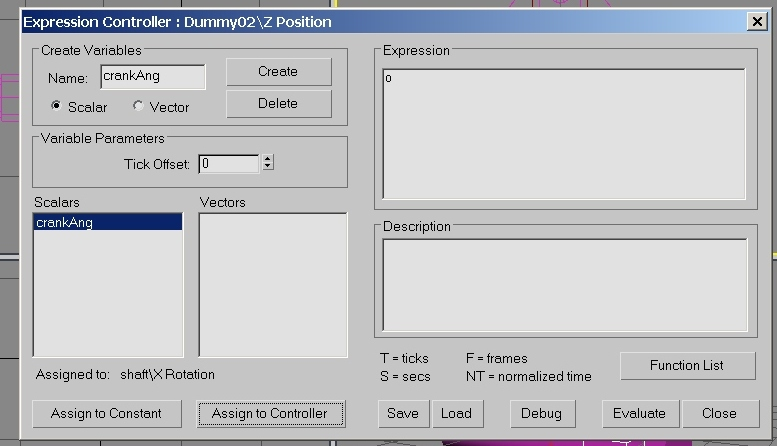 Expression Controller : Dummy02\Z Position
Create Variables
Name: crankAng
Create
Scalar Vector
Delete
Variable Parameters
Tick Offset: 0
Scalars Vectors
crankAng
Assigned to: shaft\X Rotation
Assign to Constant Assign to Controller
Expression
0
Description
T = ticks F = frames
S = secs NT = normalized time
Function List
Save Load Debug Evaluate Close